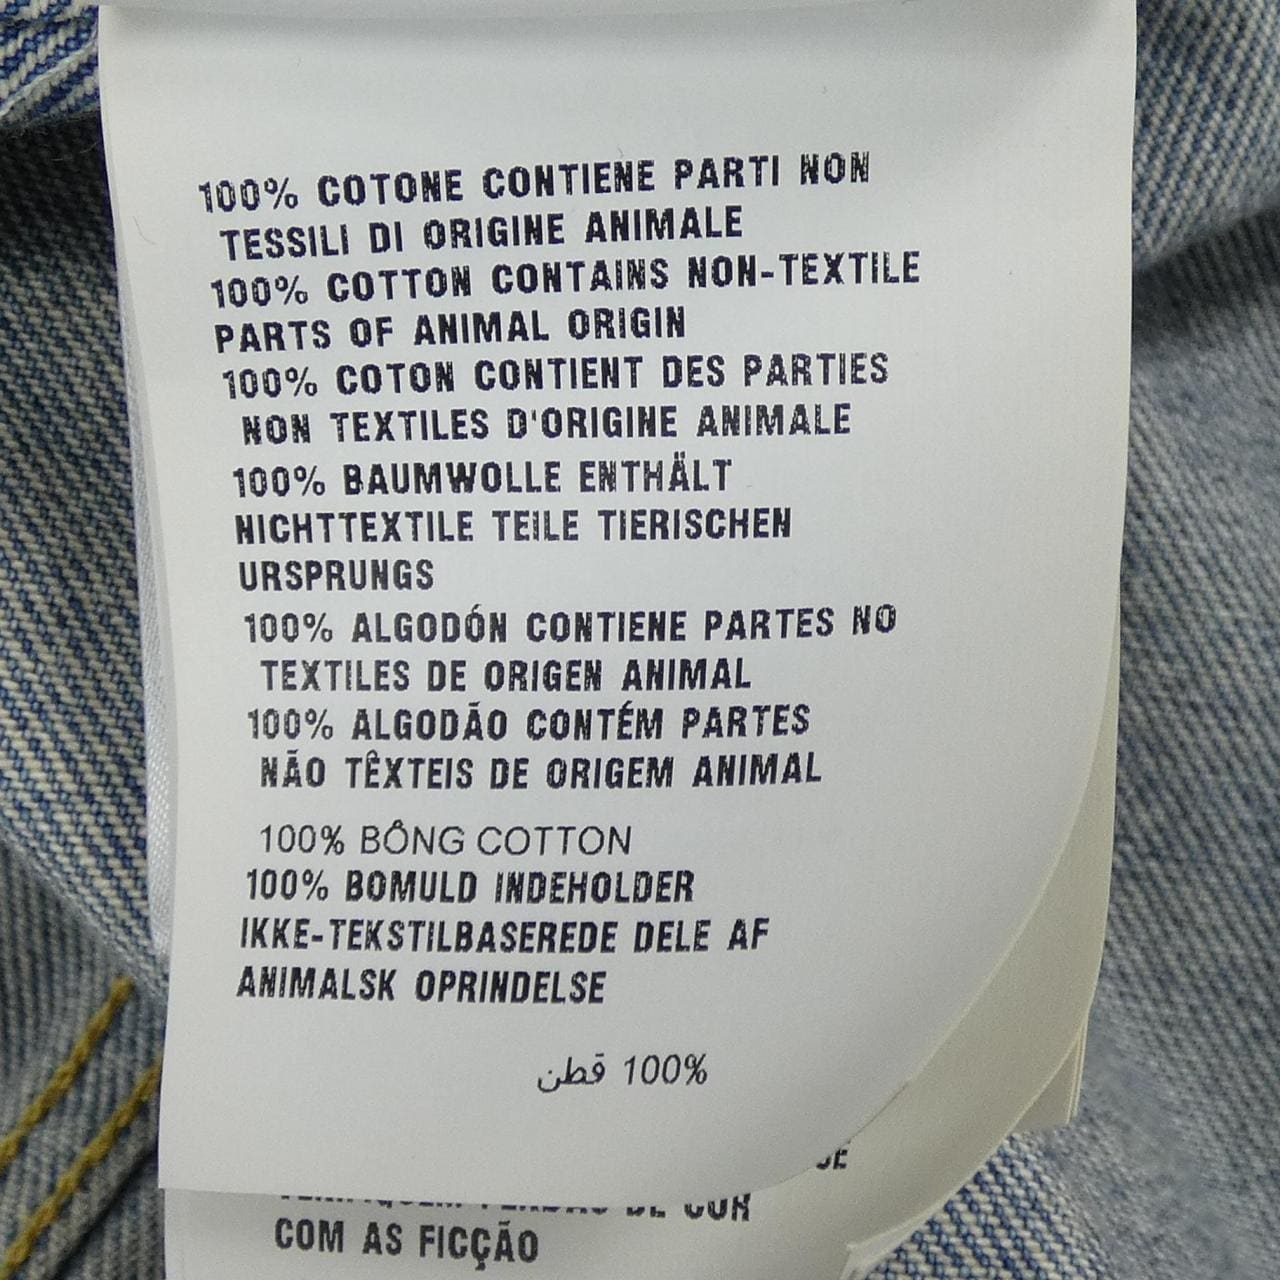 100% COTONE CONTIENE PARTI NON
TESSILI DI ORIGINE ANIMALE
100% COTTON CONTAINS NON-TEXTILE
PARTS OF ANIMAL ORIGIN
100% COTON CONTIENT DES PARTIES
NON TEXTILES D'ORIGINE ANIMALE
100% BAUMWOLLE ENTHÄLT
NICHTTEXTILE TEILE TIERISCHEN
URSPRUNGS
100% ALGODÓN CONTIENE PARTES NO
TEXTILES DE ORIGEN ANIMAL
100% ALGODÃO CONTÉM PARTES
NÃO TÊXTEIS DE ORIGEM ANIMAL
100% BÔNG COTTON
100% BOMULD INDEHOLDER
IKKE-TEKSTILBASEREDE DELE AF
ANIMALSK OPRINDELSE
100% قطن
DE COR
COM AS FICÇÃO